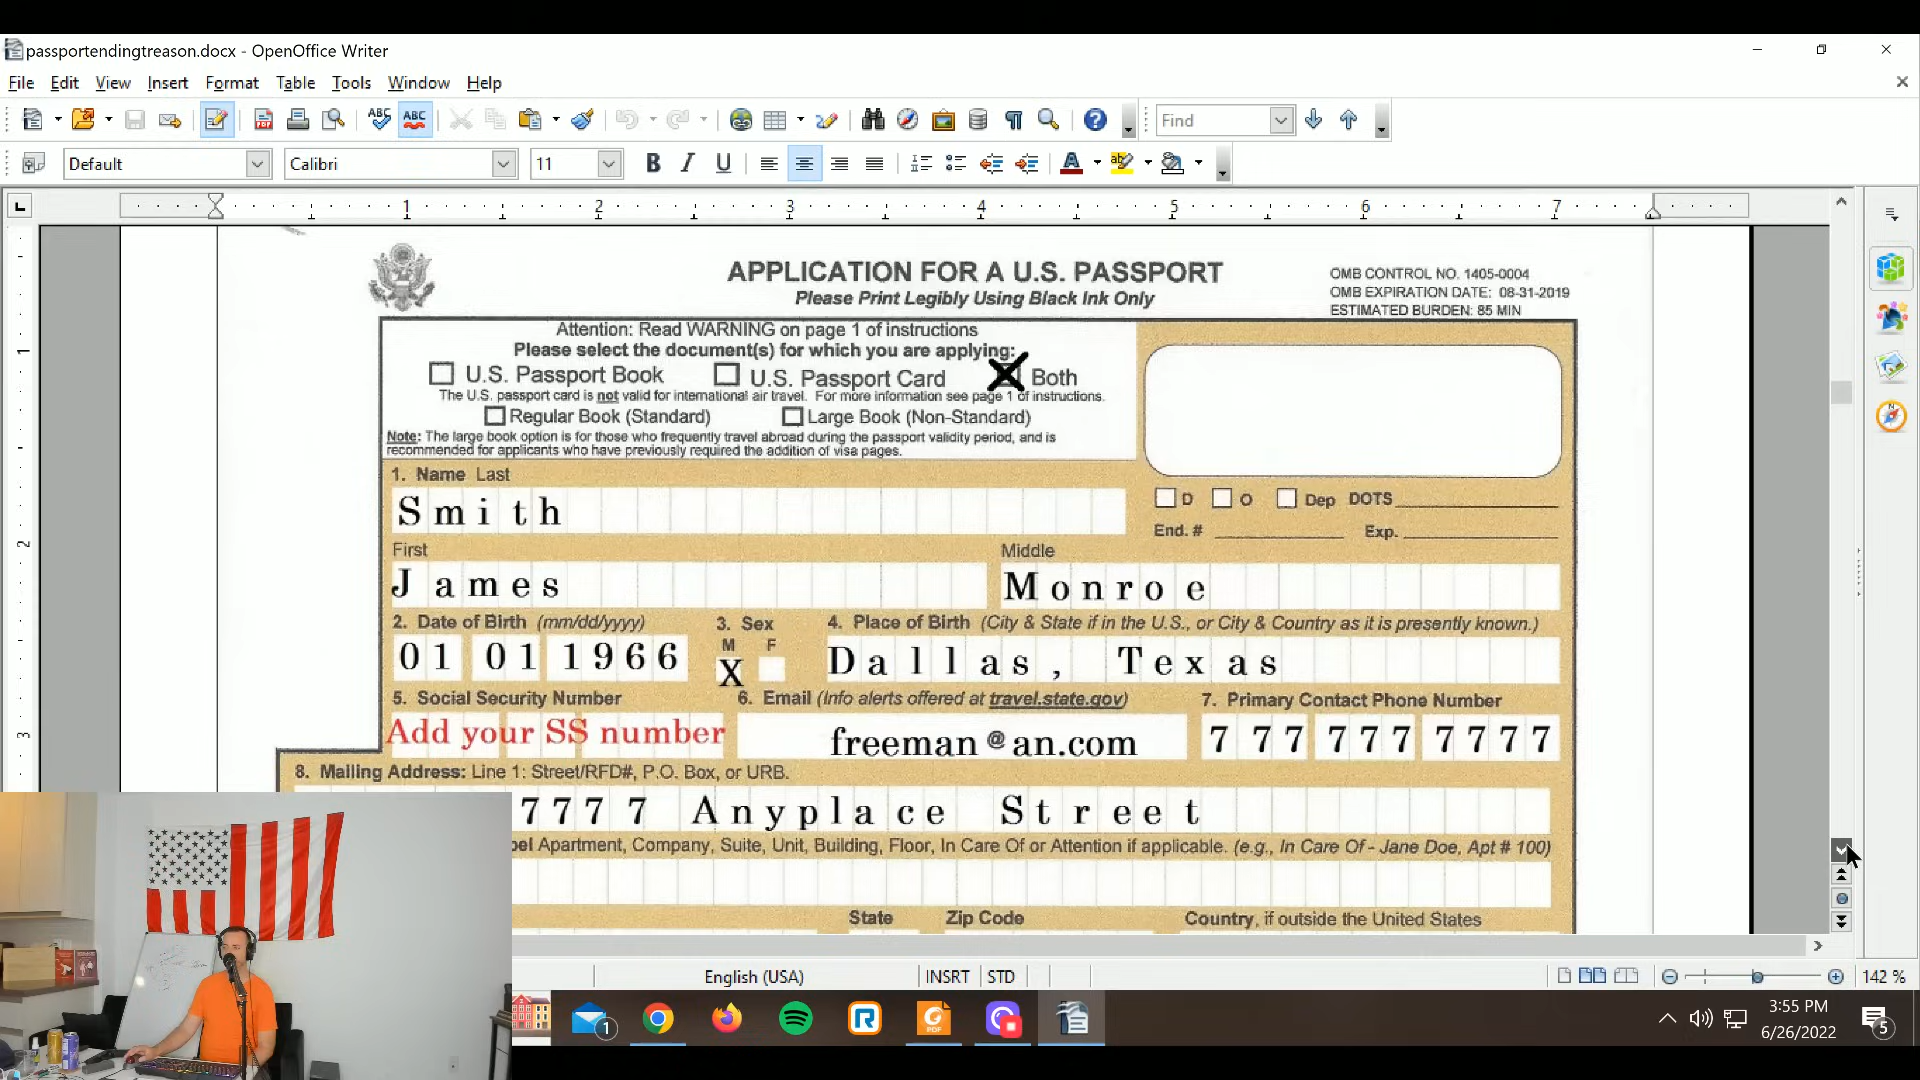 passportendingtreason.docx - OpenOffice Writer
File Edit View Insert Format Table Tools Window Help
Find
Default Calibri 11
1 2 3 4 5 6 7
APPLICATION FOR A U.S. PASSPORT
Please Print Legibly Using Black Ink Only
OMB CONTROL NO. 1405-0004
OMB EXPIRATION DATE: 08-31-2019
ESTIMATED BURDEN: 85 MIN
Attention: Read WARNING on page 1 of instructions
Please select the document(s) for which you are applying:
U.S. Passport Book U.S. Passport Card X Both
The U.S. passport card is not valid for international air travel. For more information see page 1 of instructions.
Regular Book (Standard) Large Book (Non-Standard)
Note: The large book option is for those who frequently travel abroad during the passport validity period, and is
recommended for applicants who have previously required the addition of visa pages.
1. Name Last
Smith
D O Dep DOTS
End. # Exp.
First Middle
James Monroe
2. Date of Birth (mm/dd/yyyy) 3. Sex 4. Place of Birth (City & State if in the U.S., or City & Country as it is presently known.)
M F
01 01 1966 X Dallas, Texas
5. Social Security Number 6. Email (Info alerts offered at travel.state.gov) 7. Primary Contact Phone Number
Add your SS number freeman@an.com 777 777 7777
8. Mailing Address: Line 1: Street/RFD#, P.O. Box, or URB.
7777 Anyplace Street
Apartment, Company, Suite, Unit, Building, Floor, In Care Of or Attention if applicable. (e.g., In Care Of - Jane Doe, Apt # 100)
State Zip Code Country, if outside the United States
English (USA) INSRT STD 142 %
3:55 PM
6/26/2022
1
5